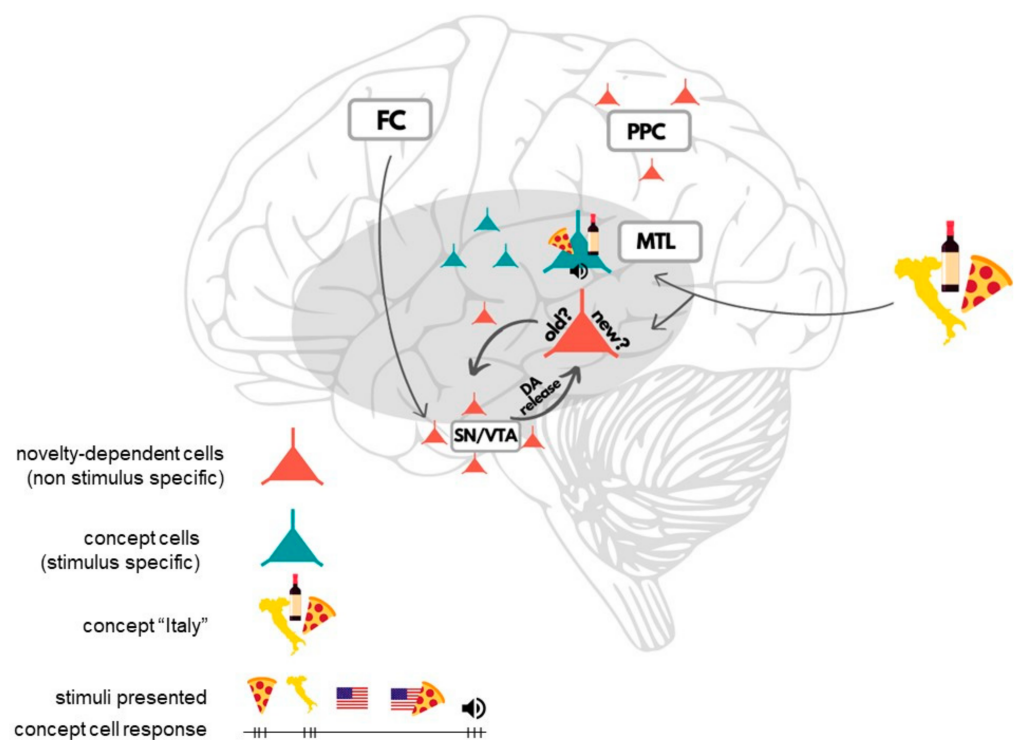 FC
PPC
MTL
old?
new?
DA
release
SN/VTA
novelty-dependent cells
(non stimulus specific)
concept cells
(stimulus specific)
concept “Italy”
stimuli presented
concept cell response